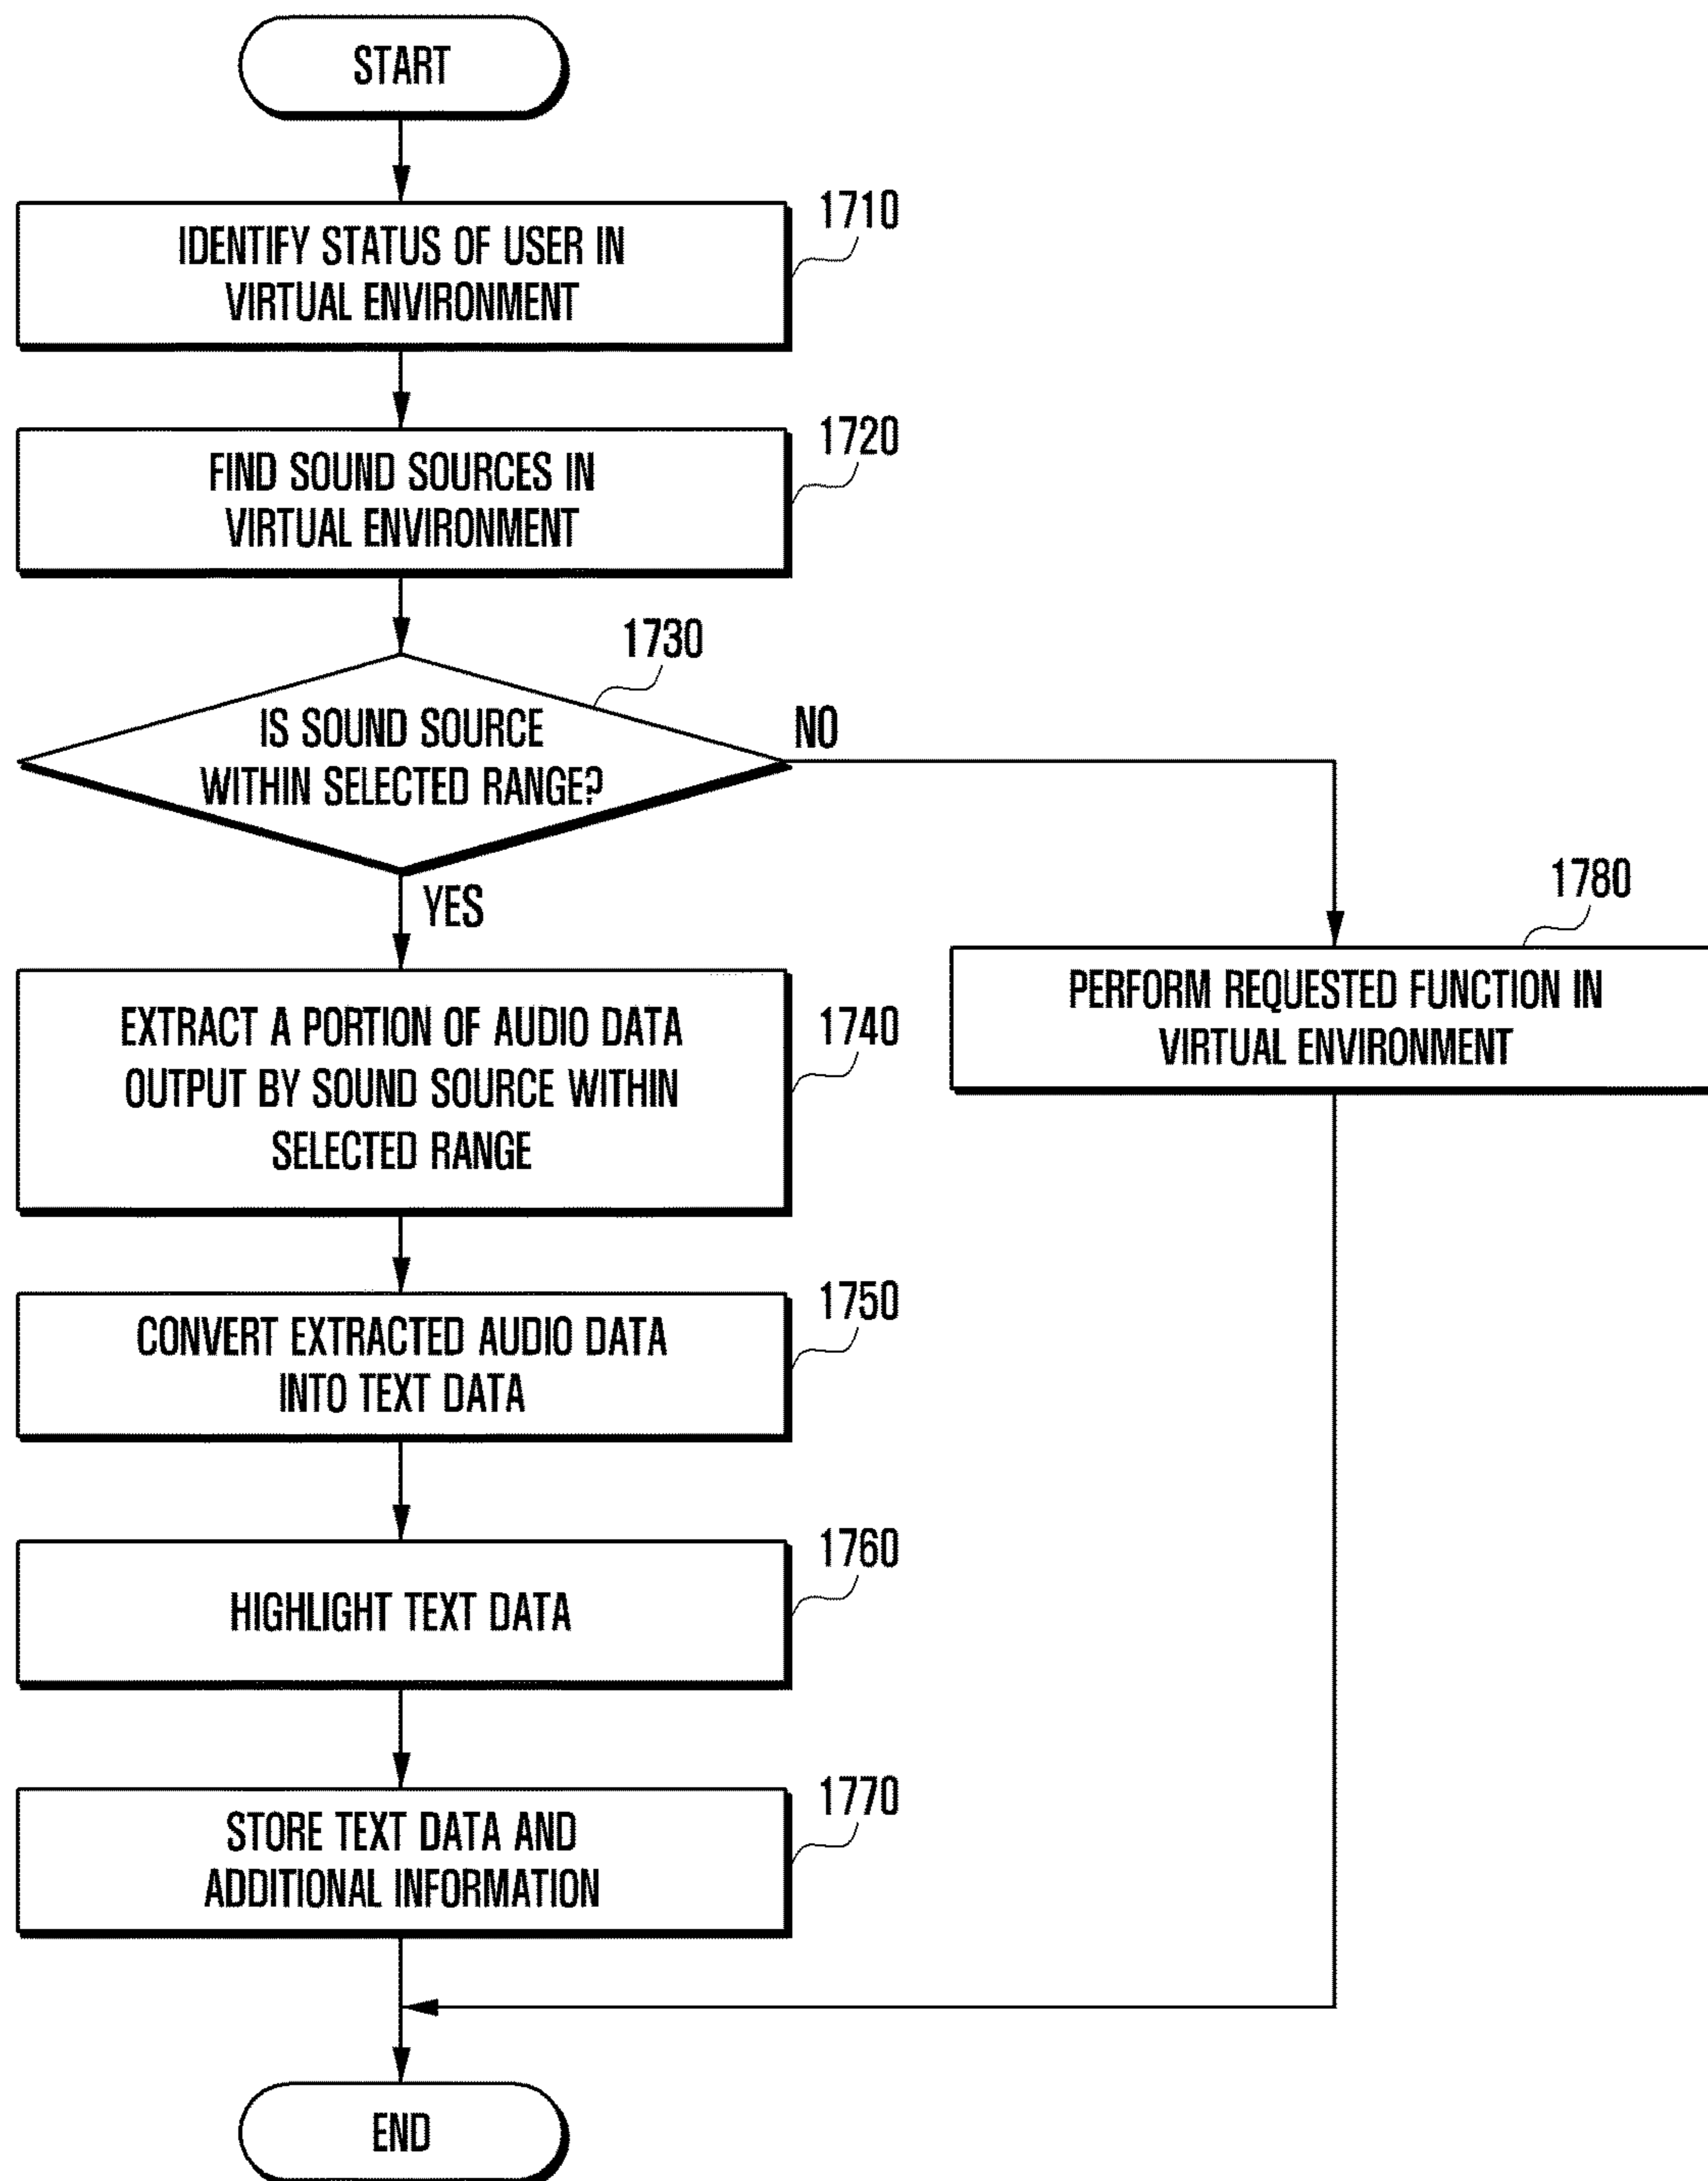 START
1710
IDENTIFY STATUS OF USER IN
VIRTUAL ENVIRONMENT
1720
FIND SOUND SOURCES IN
VIRTUAL ENVIRONMENT
1730
IS SOUND SOURCE
WITHIN SELECTED RANGE?
NO
YES
1740
EXTRACT A PORTION OF AUDIO DATA
OUTPUT BY SOUND SOURCE WITHIN
SELECTED RANGE
1780
PERFORM REQUESTED FUNCTION IN
VIRTUAL ENVIRONMENT
1750
CONVERT EXTRACTED AUDIO DATA
INTO TEXT DATA
1760
HIGHLIGHT TEXT DATA
1770
STORE TEXT DATA AND
ADDITIONAL INFORMATION
END